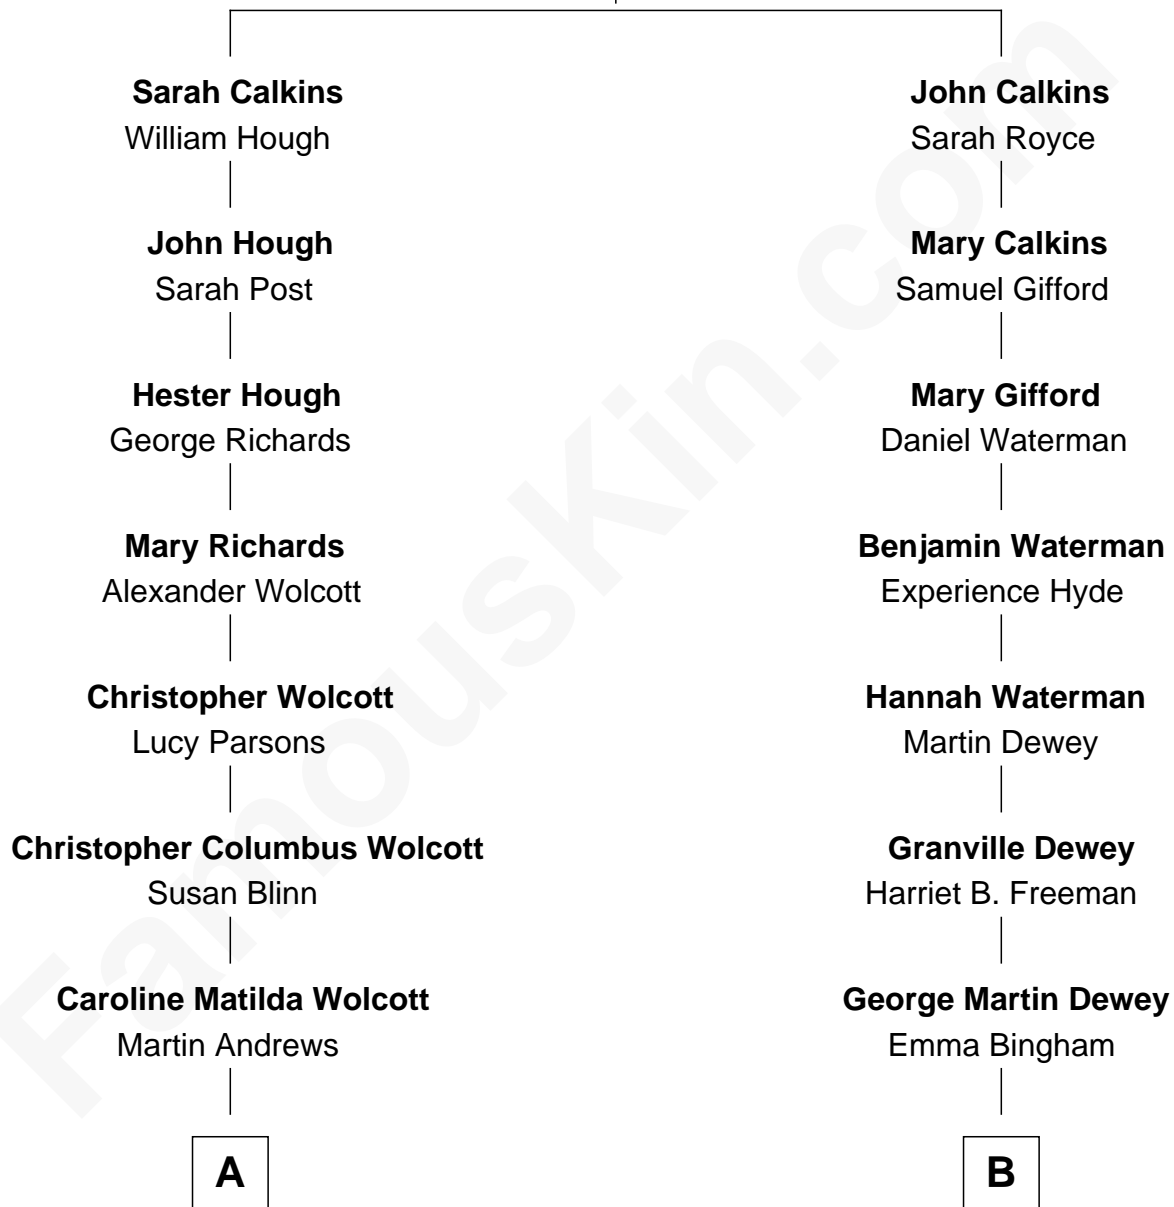 Sarah Calkins
William Hough
John Hough
Sarah Post
Hester Hough
George Richards
Mary Richards
Alexander Wolcott
Christopher Wolcott
Lucy Parsons
Christopher Columbus Wolcott
Susan Blinn
Caroline Matilda Wolcott
Martin Andrews
A
John Calkins
Sarah Royce
Mary Calkins
Samuel Gifford
Mary Gifford
Daniel Waterman
Benjamin Waterman
Experience Hyde
Hannah Waterman
Martin Dewey
Granville Dewey
Harriet B. Freeman
George Martin Dewey
Emma Bingham
B
FamousKin.com